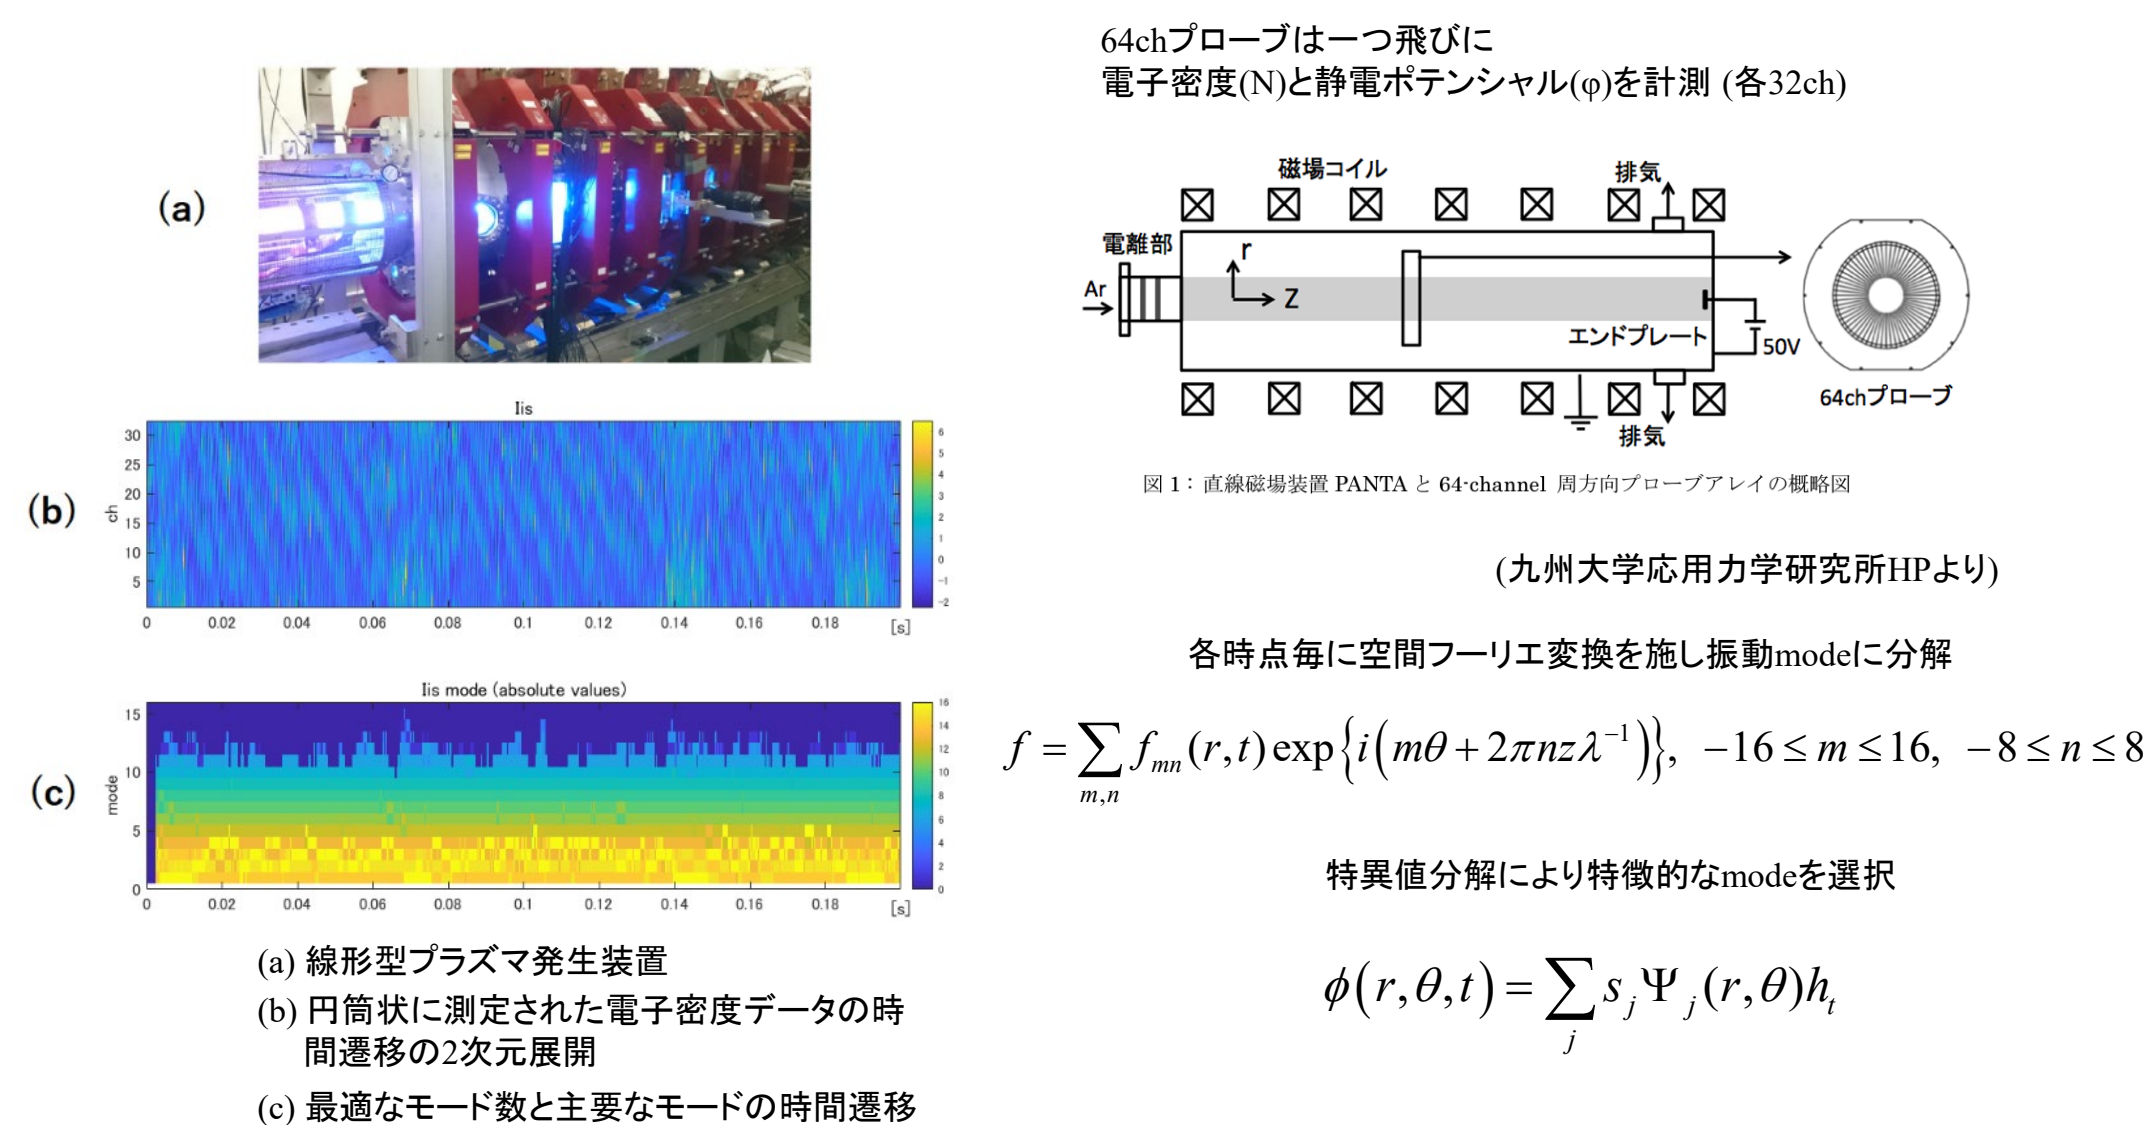 64chプローブは一つ飛びに
電子密度(N)と静電ポテンシャル(φ)を計測 (各32ch)
(a)
磁場コイル
排気
電離部
r
Ar
Z
エンドプレート
50V
64chプローブ
排気
図 1：直線磁場装置 PANTA と 64-channel 周方向プローブアレイの概略図
(九州大学応用力学研究所HPより)
(b)
Iis
ch
30
25
20
15
10
5
0 0.02 0.04 0.06 0.08 0.1 0.12 0.14 0.16 0.18 [s]
6
5
4
3
2
1
0
-1
-2
(c)
Iis mode (absolute values)
mode
15
10
5
0
0 0.02 0.04 0.06 0.08 0.1 0.12 0.14 0.16 0.18 [s]
16
14
12
10
8
6
4
2
0
各時点毎に空間フーリエ変換を施し振動modeに分解
f = ∑ f_{mn}(r,t) exp{i(mθ + 2πnzλ^{-1})}, −16 ≤ m ≤ 16, −8 ≤ n ≤ 8
m,n
特異値分解により特徴的なmodeを選択
ϕ(r,θ,t) = ∑ s_j Ψ_j (r,θ)h_t
j
(a) 線形型プラズマ発生装置
(b) 円筒状に測定された電子密度データの時
間遷移の2次元展開
(c) 最適なモード数と主要なモードの時間遷移